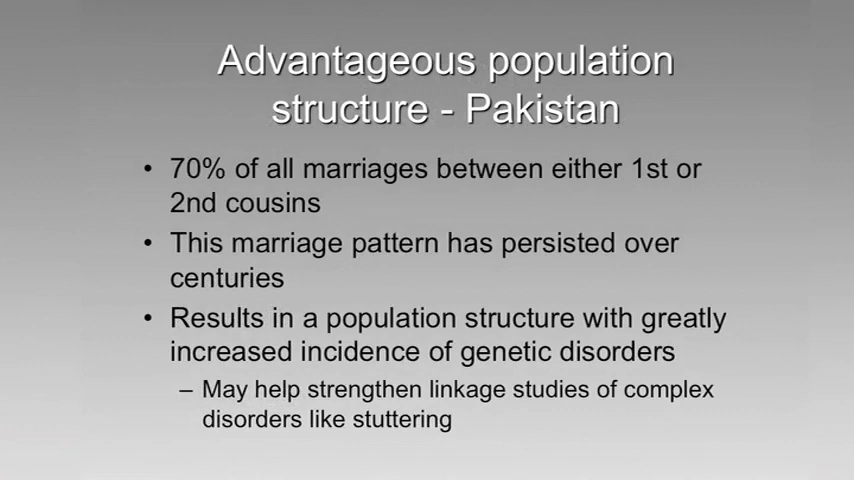 Advantageous population
structure - Pakistan
• 70% of all marriages between either 1st or
2nd cousins
• This marriage pattern has persisted over
centuries
• Results in a population structure with greatly
increased incidence of genetic disorders
– May help strengthen linkage studies of complex
disorders like stuttering